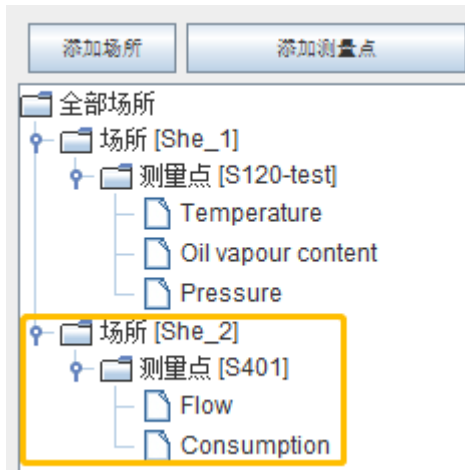 添加场所 添加测量点
全部场所
场所 [She_1]
测量点 [S120-test]
Temperature
Oil vapour content
Pressure
场所 [She_2]
测量点 [S401]
Flow
Consumption